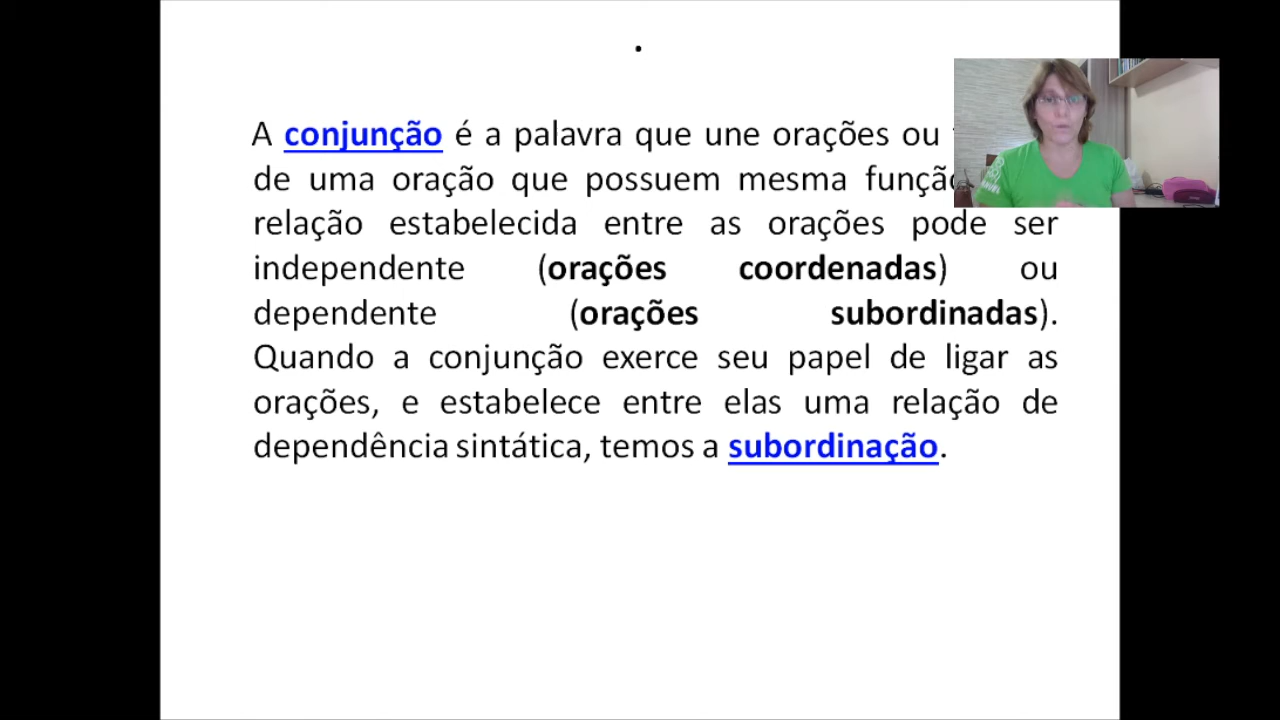 .
A conjunção é a palavra que une orações ou
de uma oração que possuem mesma
relação estabelecida entre as orações pode ser
independente (orações coordenadas) ou
dependente (orações subordinadas).
Quando a conjunção exerce seu papel de ligar as
orações, e estabelece entre elas uma relação de
dependência sintática, temos a subordinação.